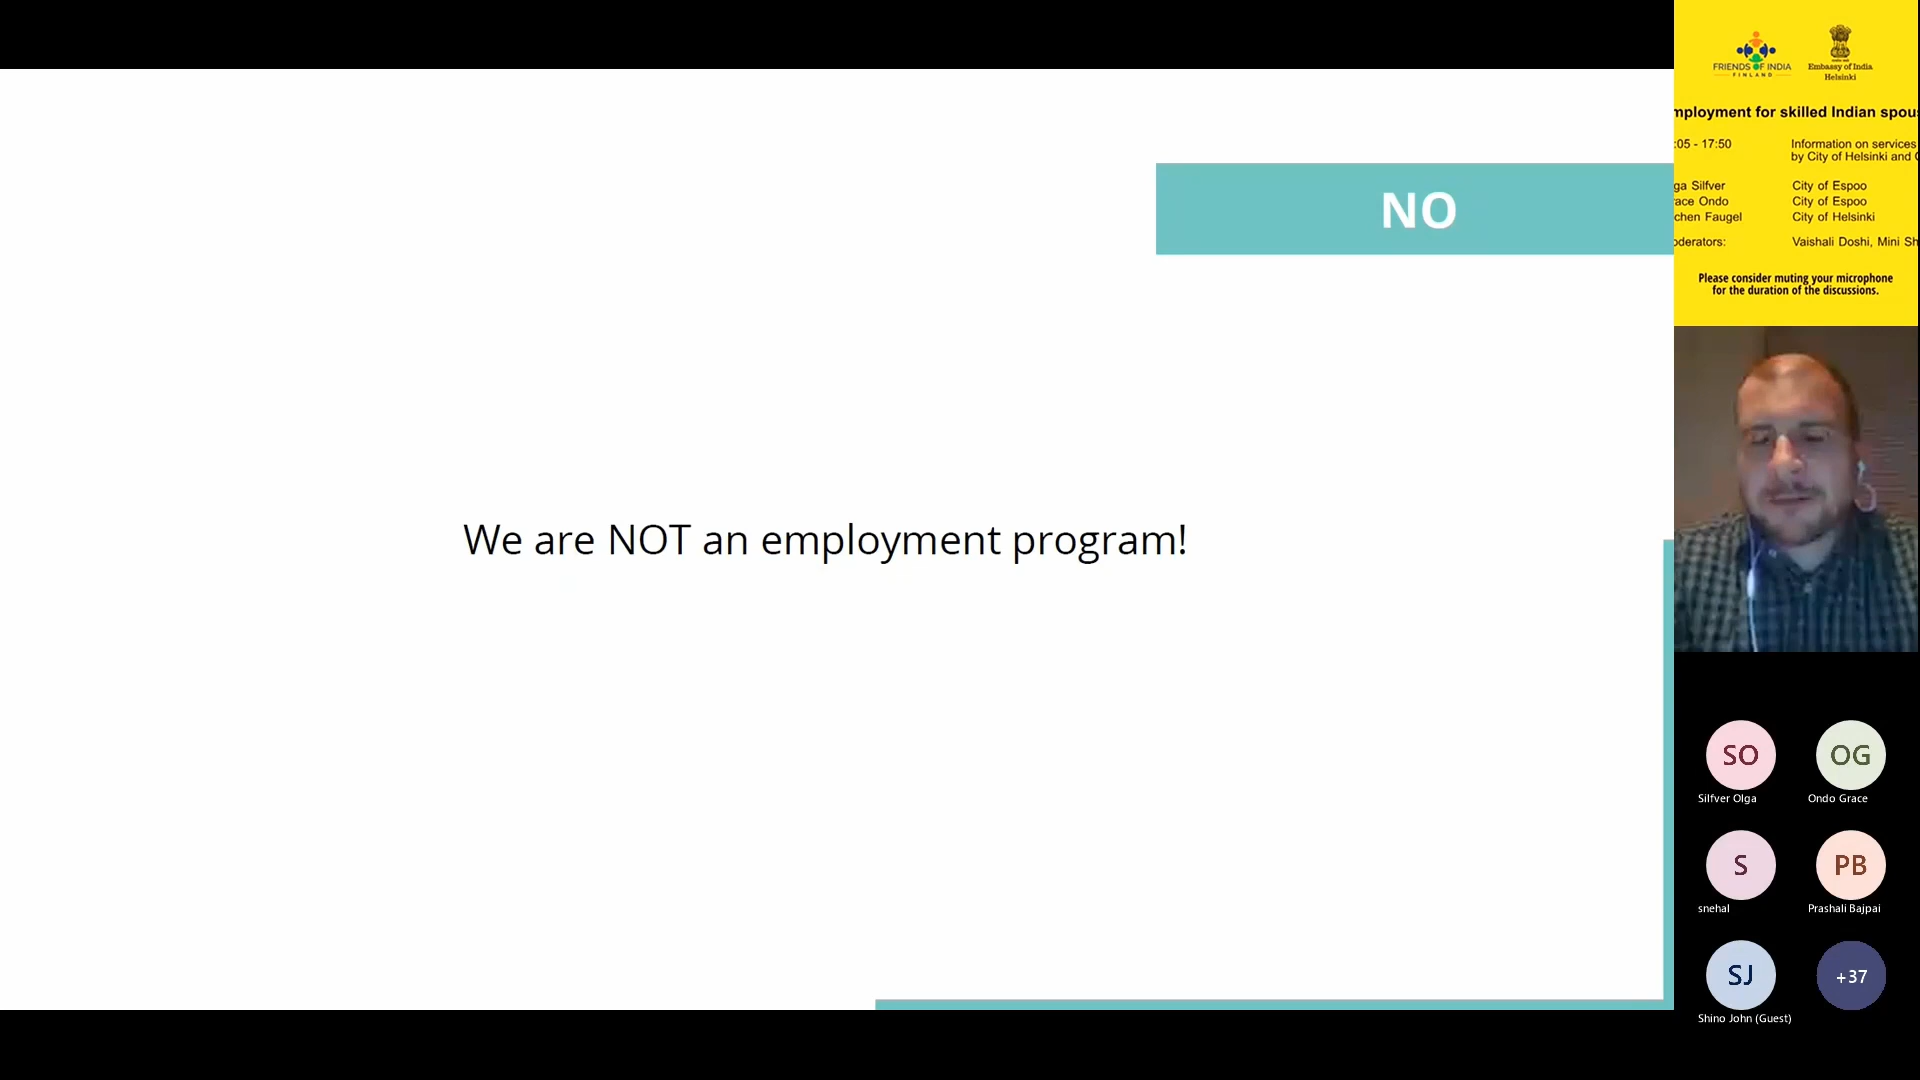 NO
We are NOT an employment program!
FRIENDS OF INDIA
FINLAND
Embassy of India
Helsinki
mployment for skilled Indian spous
:05 - 17:50
Information on services
by City of Helsinki and C
ga Silfver City of Espoo
ace Ondo City of Espoo
chen Faugel City of Helsinki
oderators: Vaishali Doshi, Mini Sh
Please consider muting your microphone
for the duration of the discussions.
SO
Silfver Olga
OG
Ondo Grace
S
snehal
PB
Prashali Bajpai
SJ
Shino John (Guest)
+37